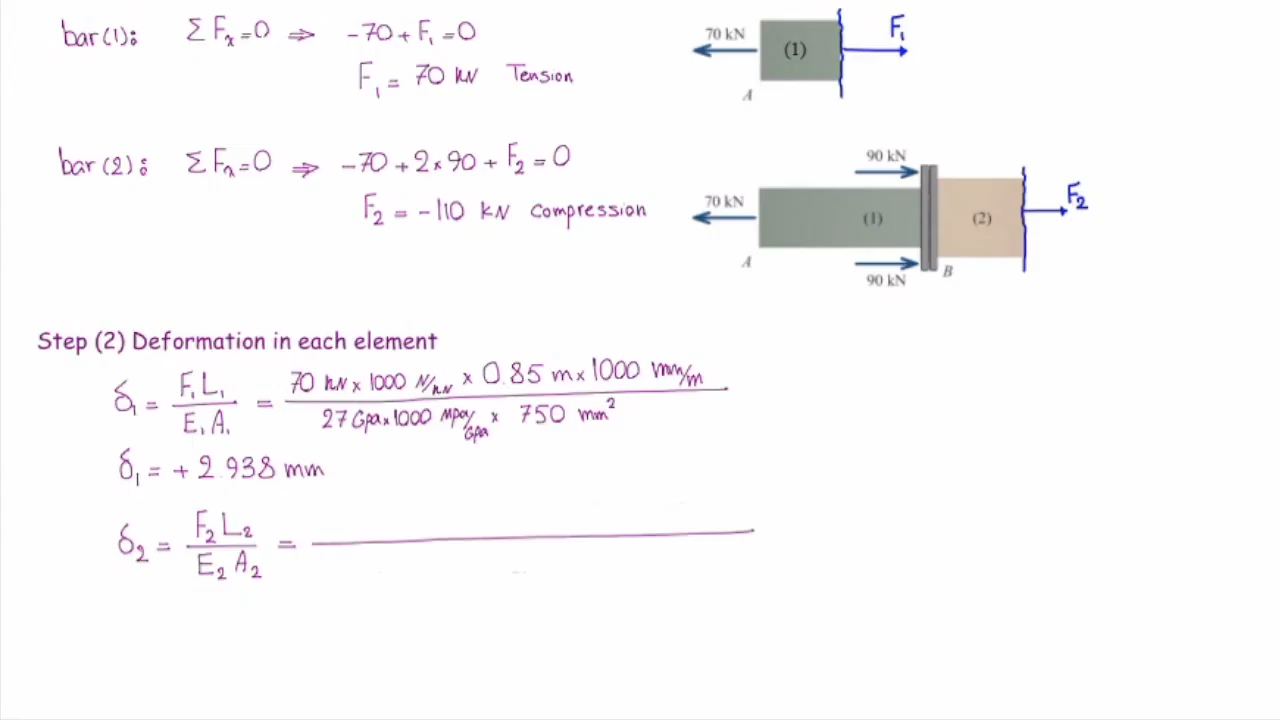 bar(1): ΣFx=0 ⇒ -70+F₁=0
F₁ = 70 kN Tension
70 kN
(1)
F₁
A
bar(2): ΣFx=0 ⇒ -70+2×90+F₂=0
F₂ = -110 kN Compression
90 kN
70 kN
(1)
(2)
F₂
A
90 kN
B
Step (2) Deformation in each element
δ₁ = F₁L₁ / E₁A₁ = 70 kN × 1000 N/kN × 0.85 m × 1000 mm/m / 27 GPa × 1000 MPa/GPa × 750 mm²
δ₁ = + 2.938 mm
δ₂ = F₂L₂ / E₂A₂ =